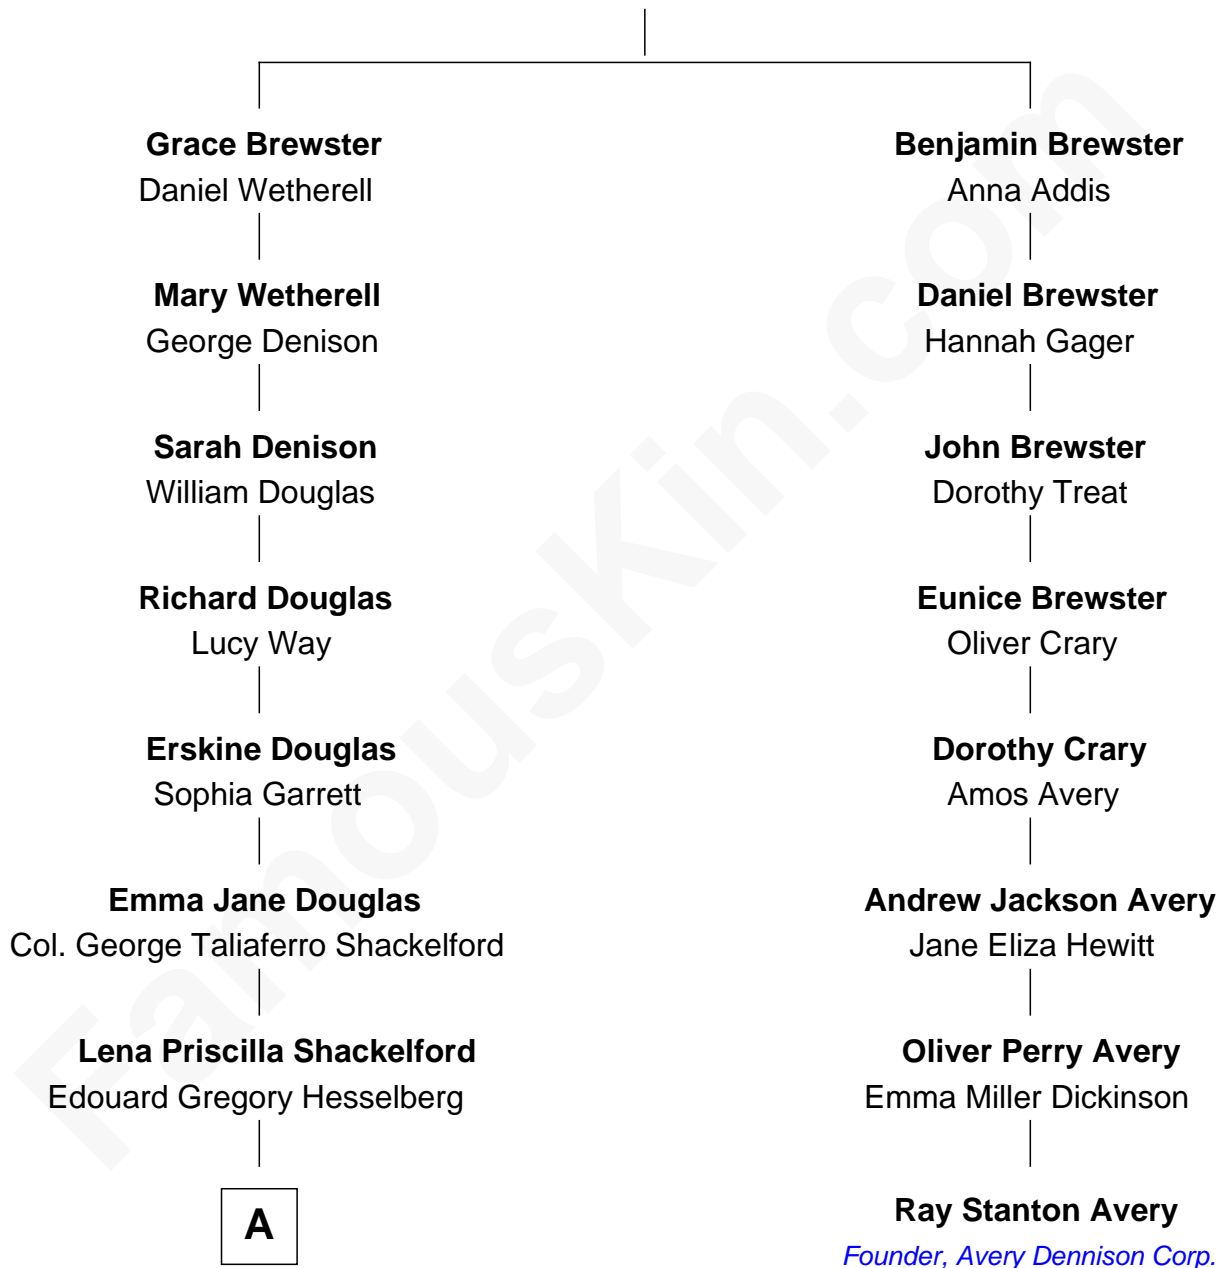 Grace Brewster
Daniel Wetherell
Mary Wetherell
George Denison
Sarah Denison
William Douglas
Richard Douglas
Lucy Way
Erskine Douglas
Sophia Garrett
Emma Jane Douglas
Col. George Taliaferro Shackelford
Lena Priscilla Shackelford
Edouard Gregory Hesselberg
A
Benjamin Brewster
Anna Addis
Daniel Brewster
Hannah Gager
John Brewster
Dorothy Treat
Eunice Brewster
Oliver Crary
Dorothy Crary
Amos Avery
Andrew Jackson Avery
Jane Eliza Hewitt
Oliver Perry Avery
Emma Miller Dickinson
Ray Stanton Avery
Founder, Avery Dennison Corp.
FamousKin.com